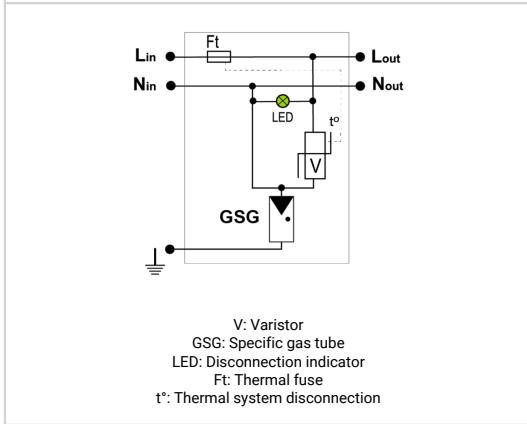 Ft
Lin Lout
Nin Nout
LED
t°
V
GSG
V: Varistor
GSG: Specific gas tube
LED: Disconnection indicator
Ft: Thermal fuse
t°: Thermal system disconnection